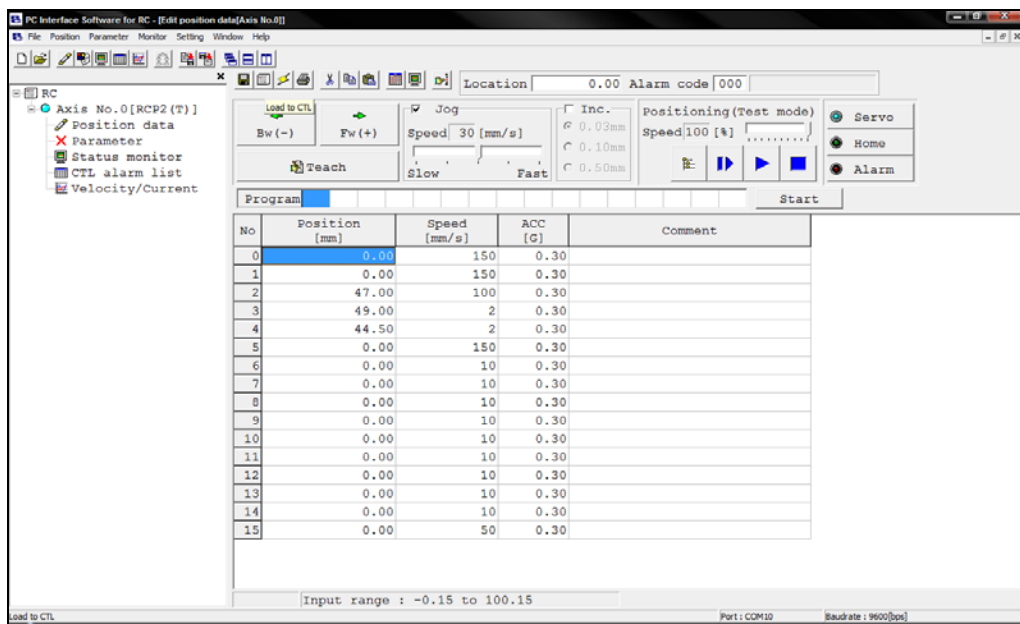 PC Interface Software for RC - [Edit position data[Axis No.0]]
File Position Parameter Monitor Setting Window Help
Location 0.00 Alarm code 000
RC
Axis No.0[RCP2(T)]
Position data
Parameter
Status monitor
CTL alarm list
Velocity/Current
Load to CTL
Bw(-) Fw(+)
Teach
Jog
Speed 30 [mm/s]
Slow Fast
Inc.
0.03mm
0.10mm
0.50mm
Positioning(Test mode)
Speed 100 [%]
Servo
Home
Alarm
Program Start
No Position [mm] Speed [mm/s] ACC [G] Comment
0 0.00 150 0.30
1 0.00 150 0.30
2 47.00 100 0.30
3 49.00 2 0.30
4 44.50 2 0.30
5 0.00 150 0.30
6 0.00 10 0.30
7 0.00 10 0.30
8 0.00 10 0.30
9 0.00 10 0.30
10 0.00 10 0.30
11 0.00 10 0.30
12 0.00 10 0.30
13 0.00 10 0.30
14 0.00 10 0.30
15 0.00 50 0.30
Input range : -0.15 to 100.15
Load to CTL Port : COM10 Baudrate : 9600[bps]